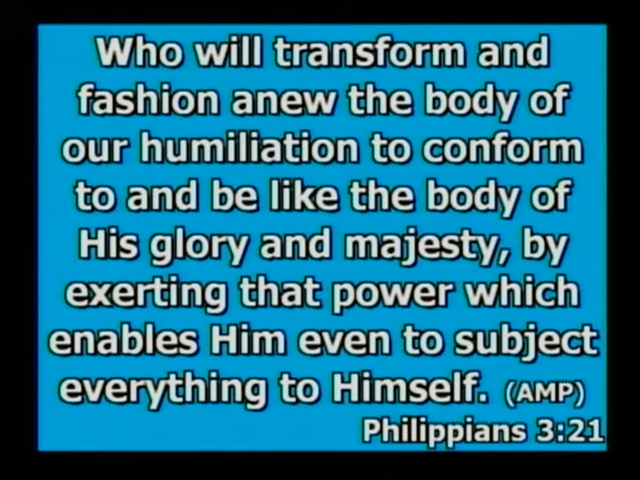 Who will transform and
fashion anew the body of
our humiliation to conform
to and be like the body of
His glory and majesty, by
exerting that power which
enables Him even to subject
everything to Himself. (AMP)
Philippians 3:21